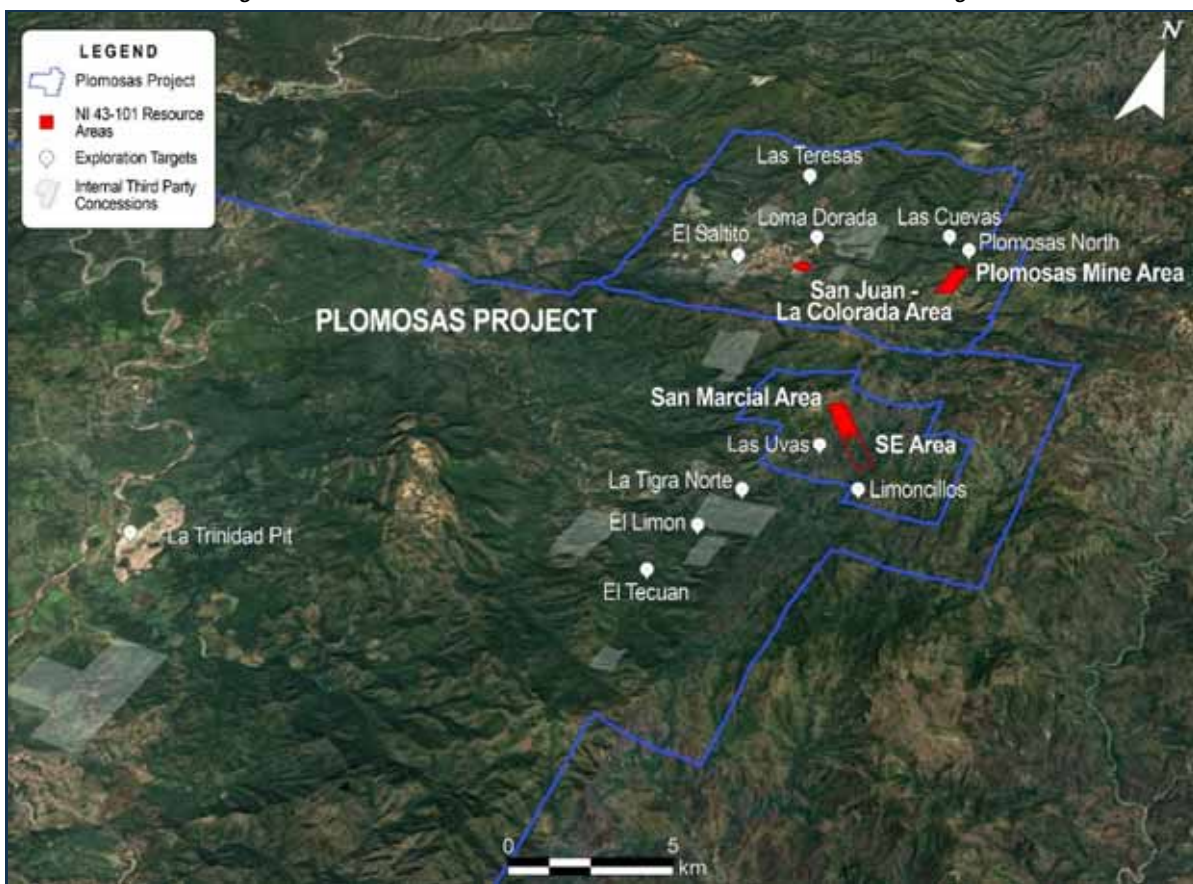 LEGEND
Plomosas Project
NI 43-101 Resource
Areas
Exploration Targets
Internal Third Party
Concessions
N
Las Teresas
Loma Dorada
Las Cuevas
El Saltito
Plomosas North
Plomosas Mine Area
San Juan -
La Colorada Area
PLOMOSAS PROJECT
San Marcial Area
Las Uvas
SE Area
La Tigra Norte
Limoncillos
El Limon
La Trinidad Pit
El Tecuan
0
5
km